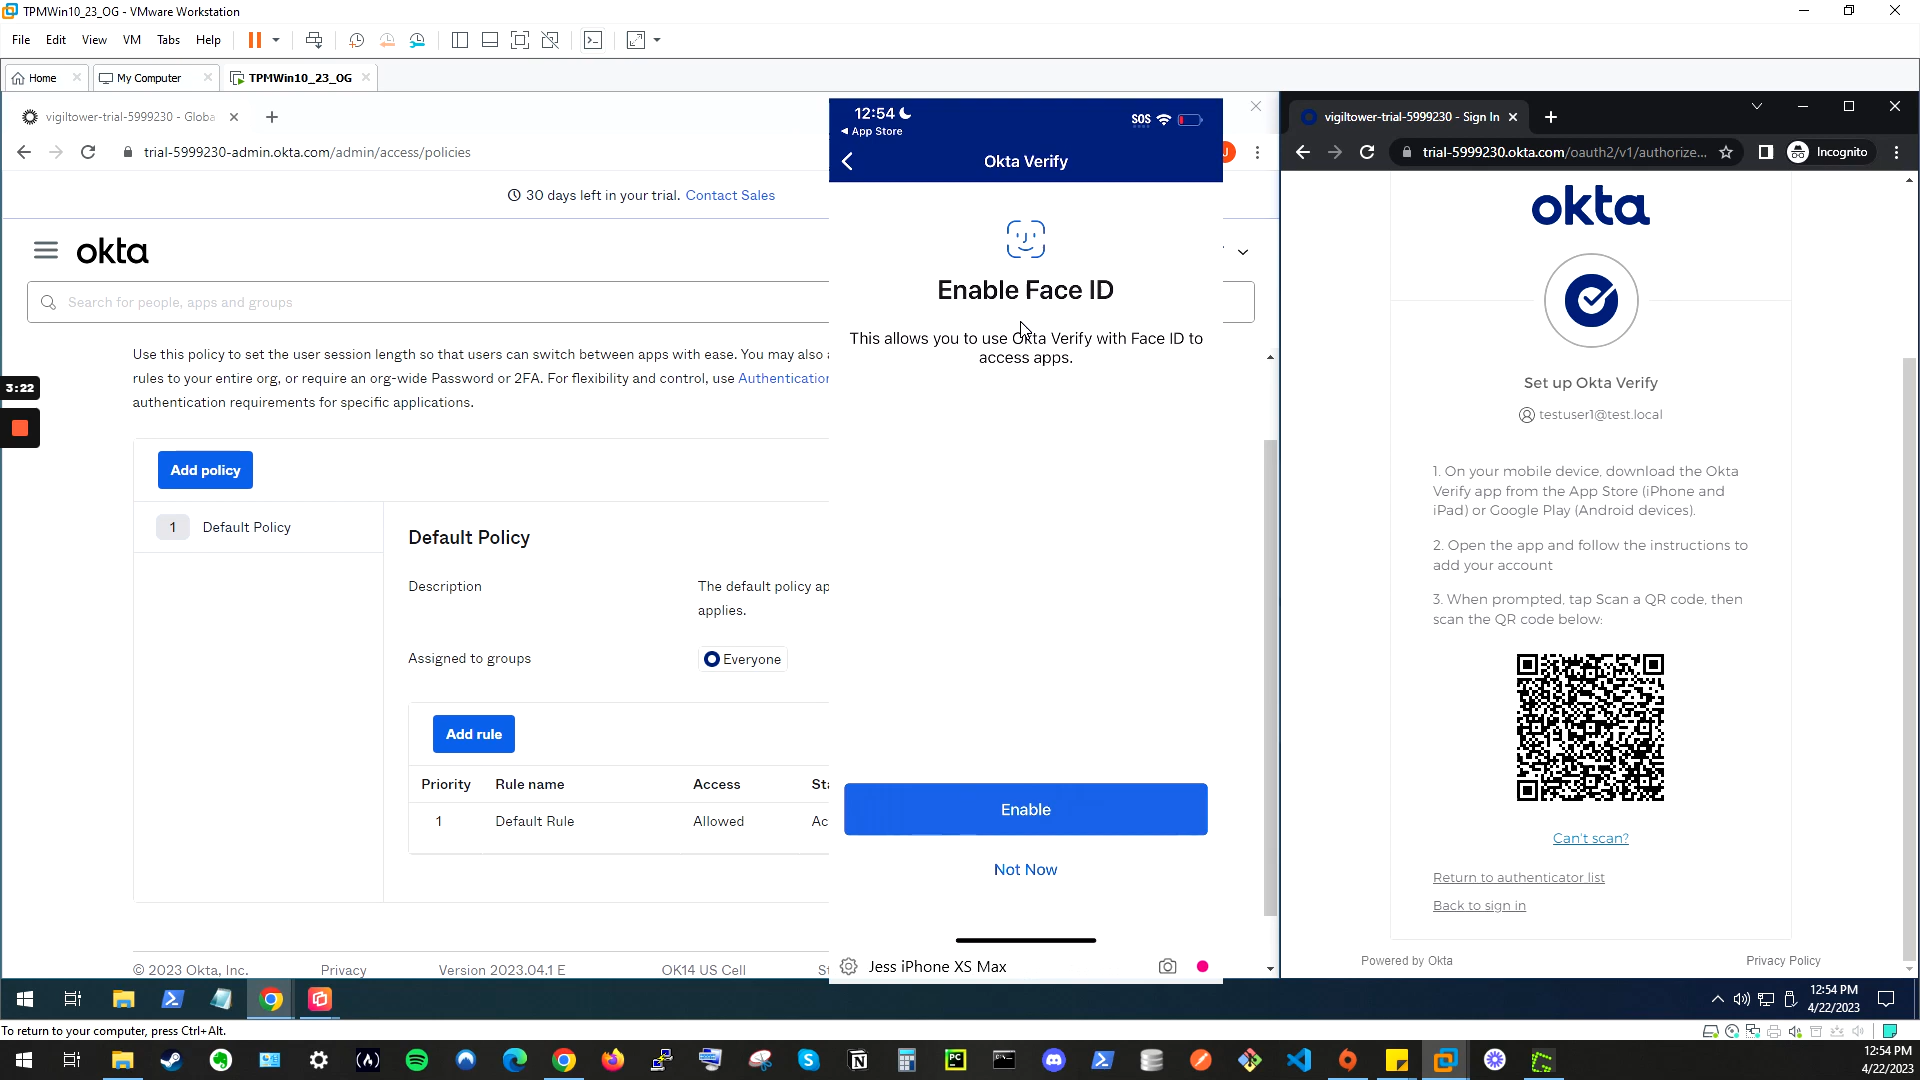 TPMWin10_23_OG - VMware Workstation
File Edit View VM Tabs Help
Home My Computer TPMWin10_23_OG
vigiltower-trial-5999230 - Globa
trial-5999230-admin.okta.com/admin/access/policies
30 days left in your trial. Contact Sales
okta
Search for people, apps and groups
Use this policy to set the user session length so that users can switch between apps with ease. You may also
rules to your entire org, or require an org-wide Password or 2FA. For flexibility and control, use Authentication
authentication requirements for specific applications.
3:22
Add policy
1 Default Policy
Default Policy
Description The default policy ap
applies.
Assigned to groups Everyone
Add rule
Priority Rule name Access Sta
1 Default Rule Allowed Ac
© 2023 Okta, Inc. Privacy Version 2023.04.1 E OK14 US Cell St
12:54
App Store
SOS
Okta Verify
Enable Face ID
This allows you to use Okta Verify with Face ID to
access apps.
Enable
Not Now
Jess iPhone XS Max
vigiltower-trial-5999230 - Sign In
trial-5999230.okta.com/oauth2/v1/authorize...
Incognito
okta
Set up Okta Verify
testuser1@test.local
1. On your mobile device, download the Okta
Verify app from the App Store (iPhone and
iPad) or Google Play (Android devices).
2. Open the app and follow the instructions to
add your account
3. When prompted, tap Scan a QR code, then
scan the QR code below:
Can't scan?
Return to authenticator list
Back to sign in
Powered by Okta Privacy Policy
12:54 PM
4/22/2023
To return to your computer, press Ctrl+Alt.
12:54 PM
4/22/2023